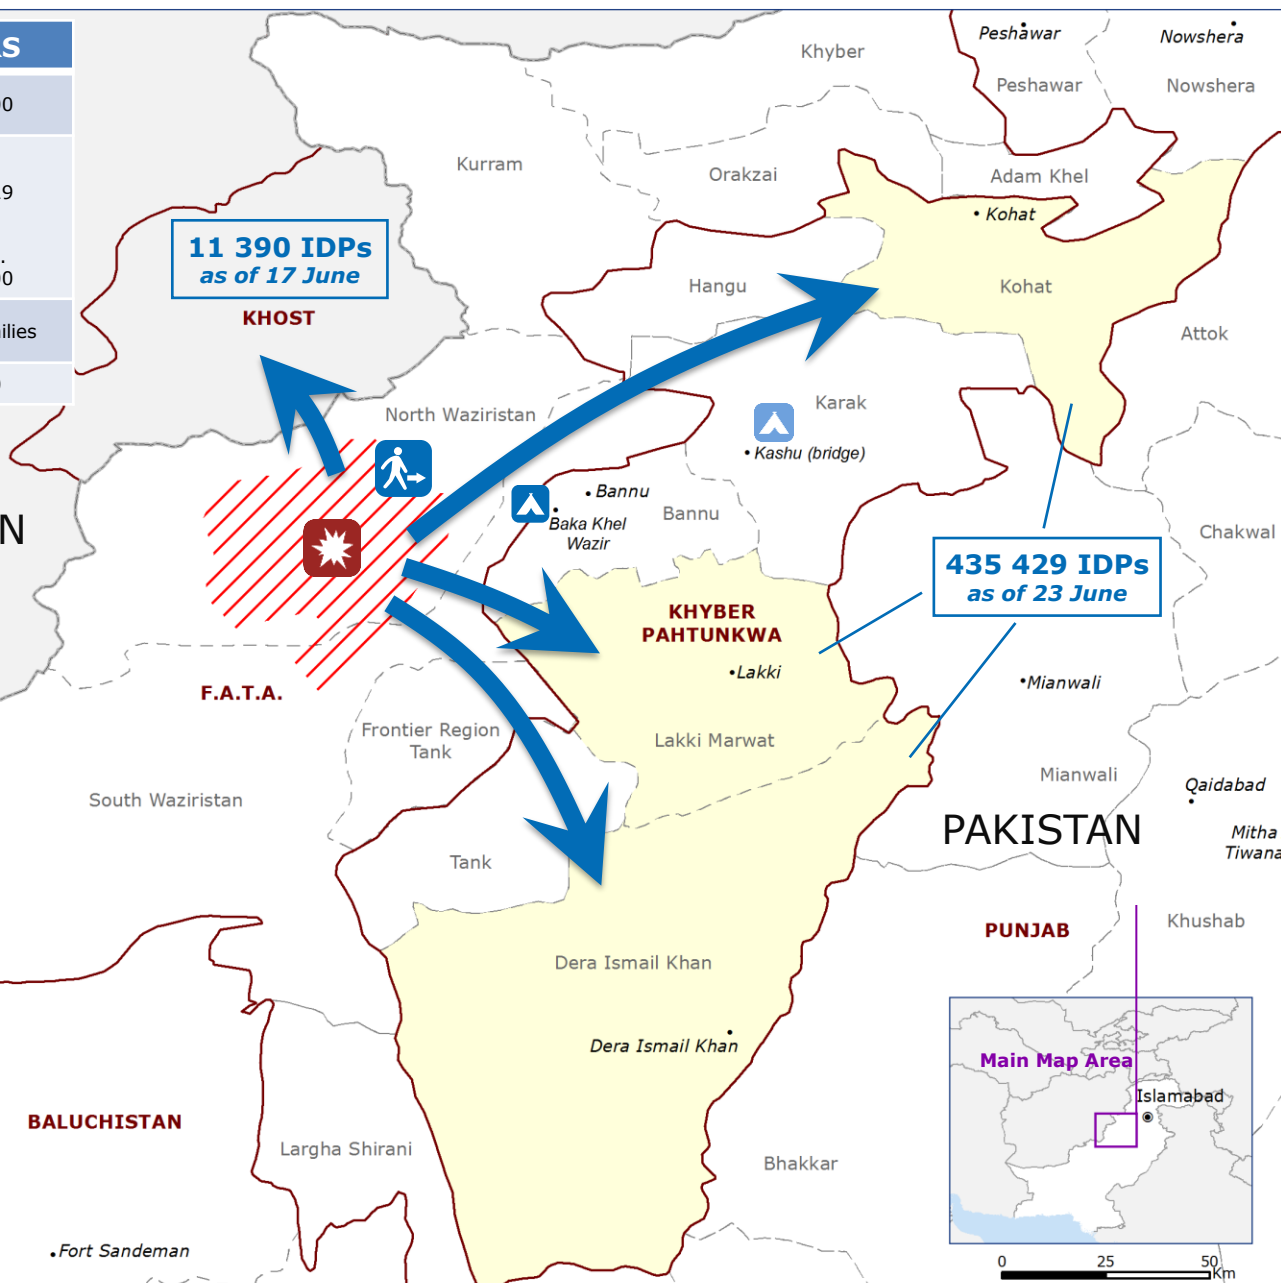 S
00
29
.
00
ilies
Peshawar
Nowshera
Khyber
Peshawar
Nowshera
Kurram
Orakzai
Adam Khel
Kohat
11 390 IDPs
as of 17 June
KHOST
Hangu
Kohat
Attok
North Waziristan
Karak
Kashu (bridge)
Bannu
Baka Khel
Wazir
Bannu
N
Chakwal
435 429 IDPs
as of 23 June
KHYBER
PAHTUNKWA
Lakki
Mianwali
F.A.T.A.
Frontier Region
Tank
Lakki Marwat
South Waziristan
Mianwali
Qaidabad
PAKISTAN
Mitha
Tiwana
Tank
Khushab
PUNJAB
Dera Ismail Khan
Dera Ismail Khan
Main Map Area
Islamabad
BALUCHISTAN
Largha Shirani
Bhakkar
Fort Sandeman
0 25 50
Km